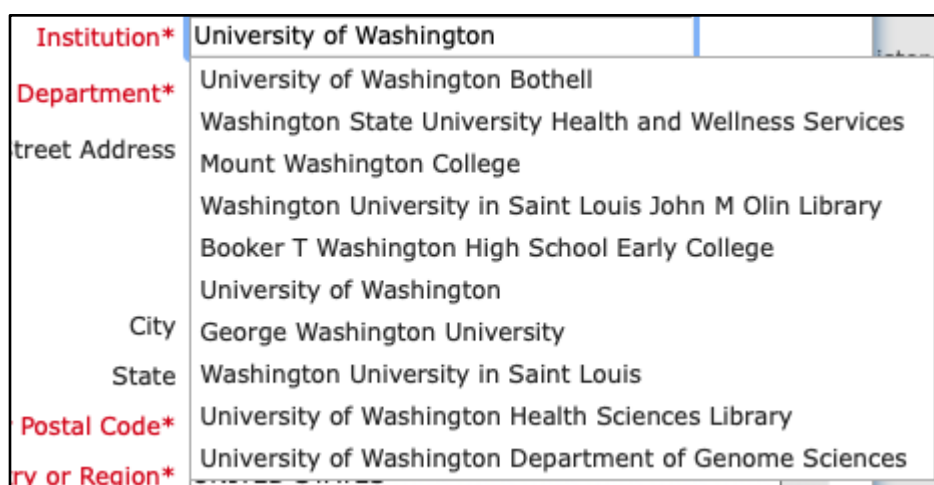 Institution* University of Washington
University of Washington Bothell
Department*
Washington State University Health and Wellness Services
Street Address
Mount Washington College
Washington University in Saint Louis John M Olin Library
Booker T Washington High School Early College
University of Washington
City
George Washington University
State
Washington University in Saint Louis
Postal Code*
University of Washington Health Sciences Library
University of Washington Department of Genome Sciences
ry or Region*